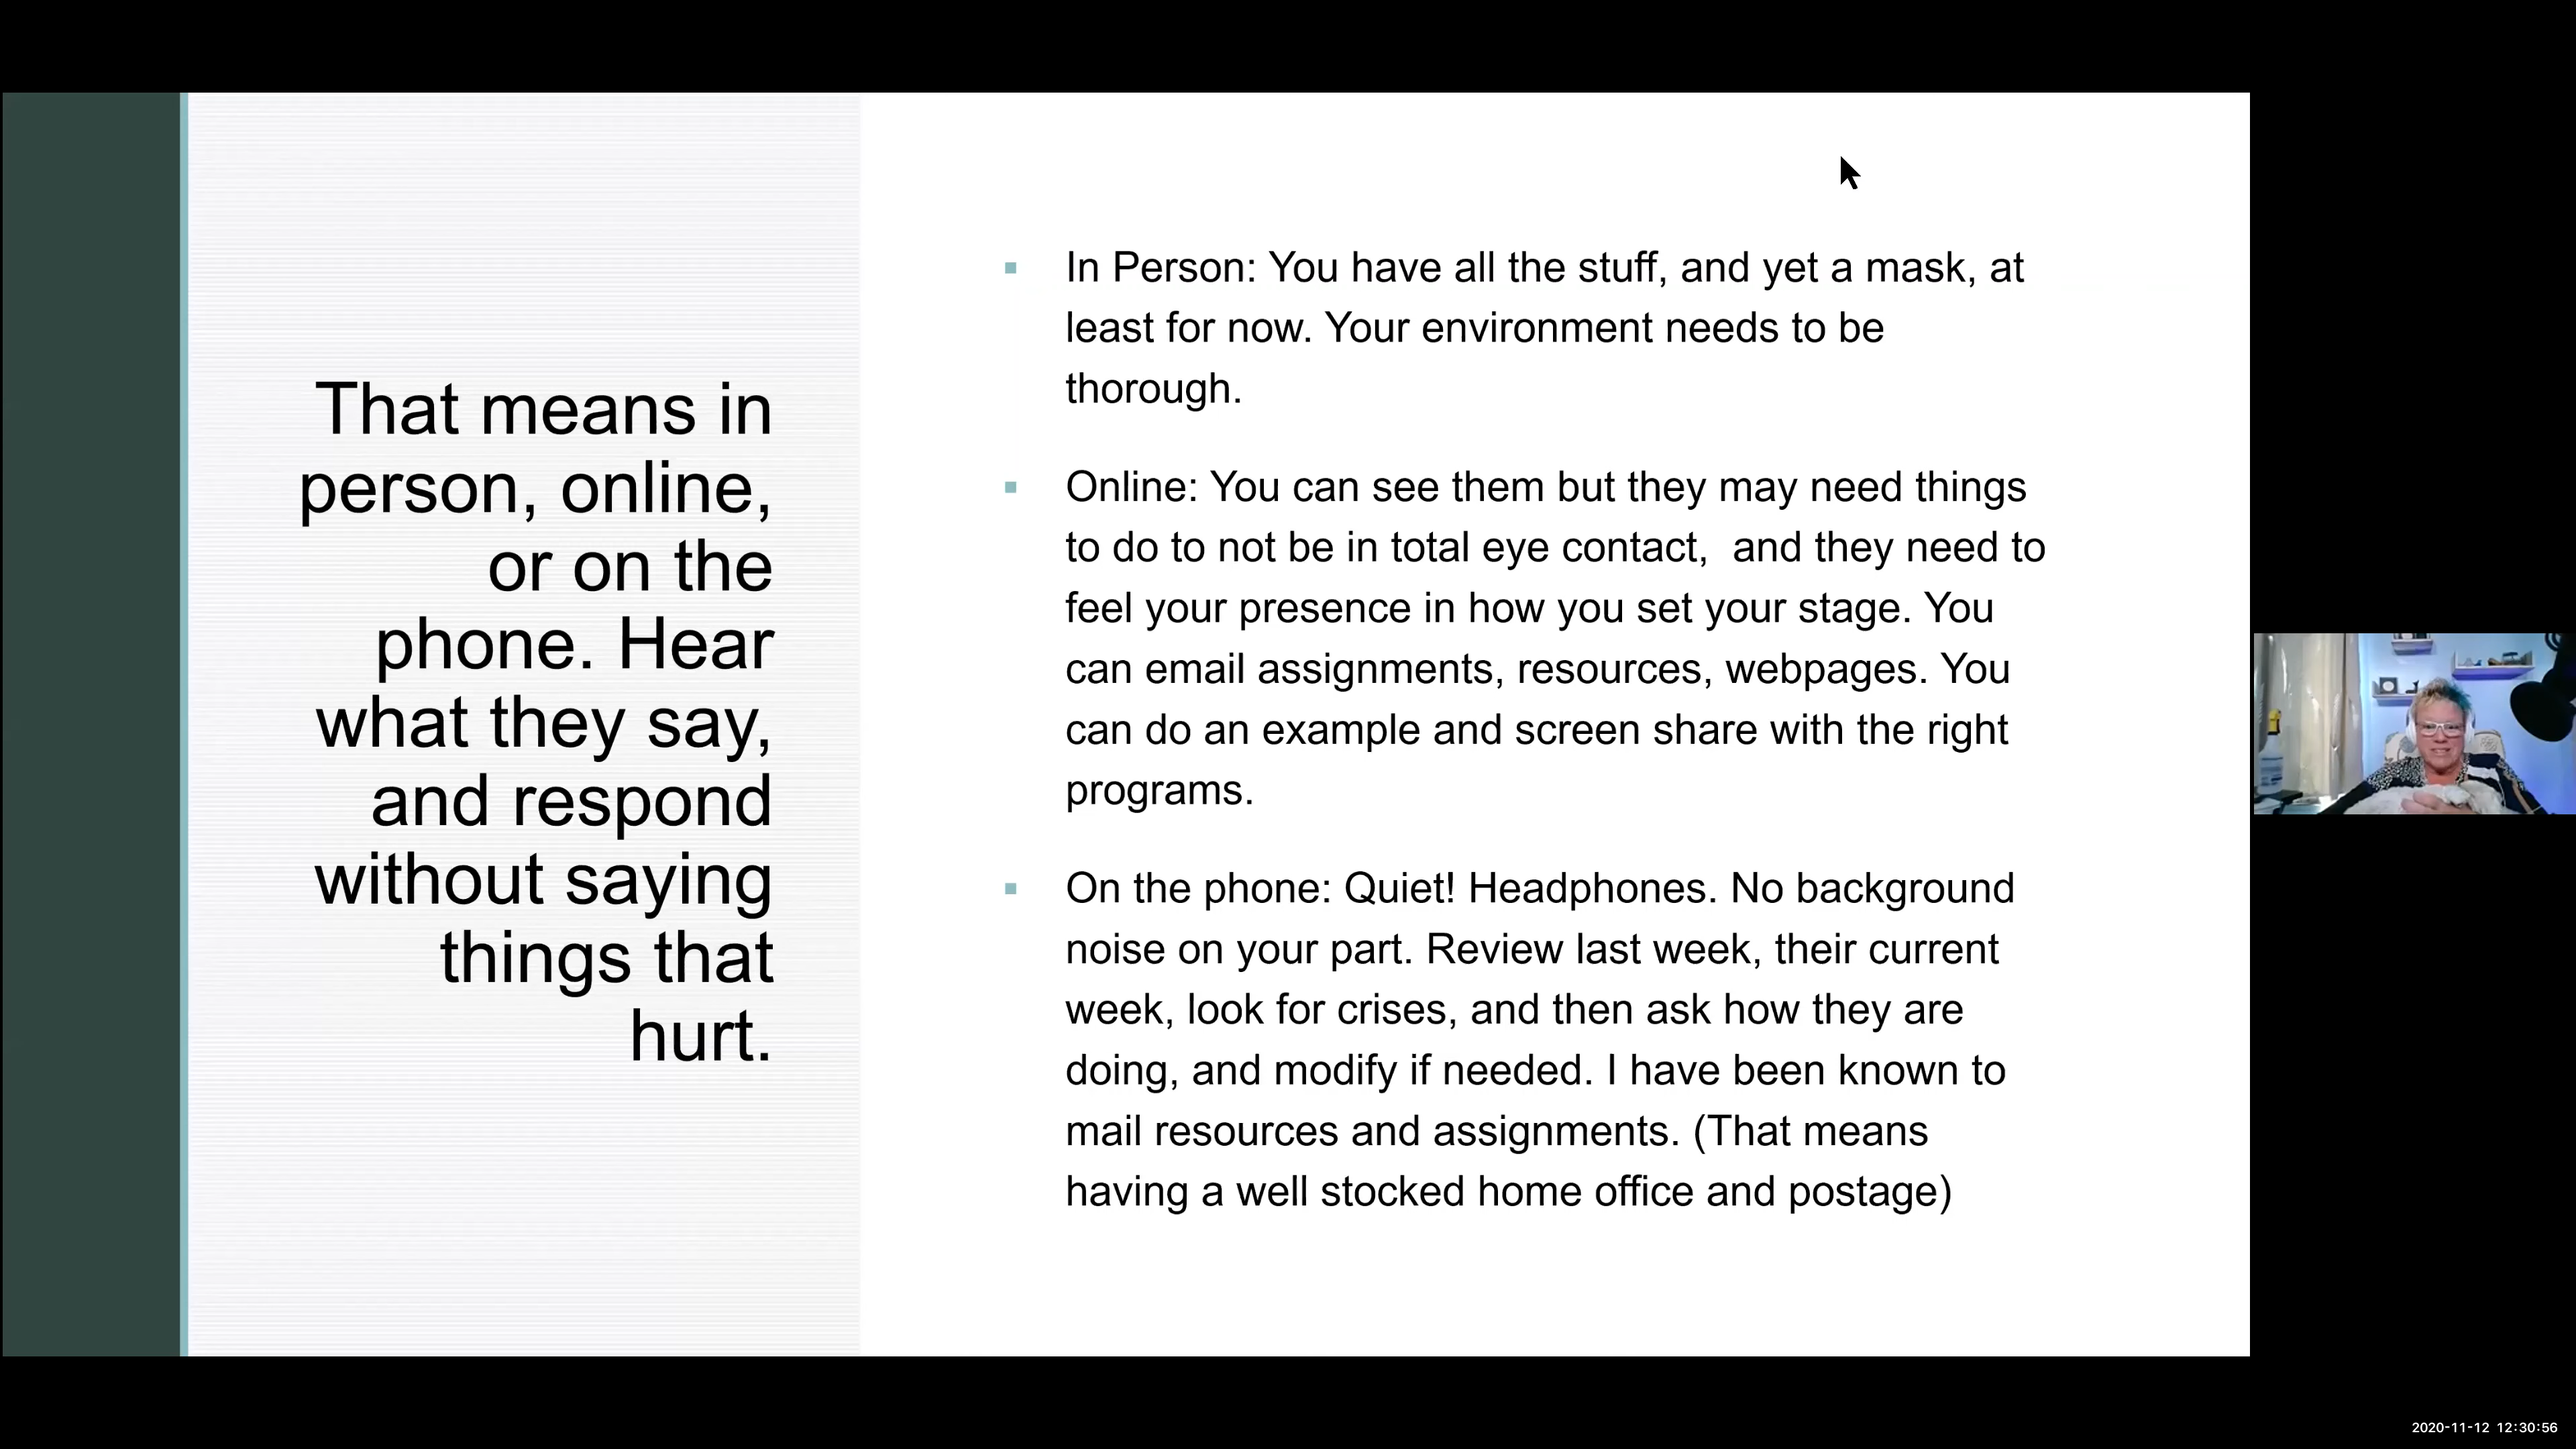 That means in
person, online,
or on the
phone. Hear
what they say,
and respond
without saying
things that
hurt.
In Person: You have all the stuff, and yet a mask, at
least for now. Your environment needs to be
thorough.
Online: You can see them but they may need things
to do to not be in total eye contact,  and they need to
feel your presence in how you set your stage. You
can email assignments, resources, webpages. You
can do an example and screen share with the right
programs.
On the phone: Quiet! Headphones. No background
noise on your part. Review last week, their current
week, look for crises, and then ask how they are
doing, and modify if needed. I have been known to
mail resources and assignments. (That means
having a well stocked home office and postage)
2020-11-12 12:30:56